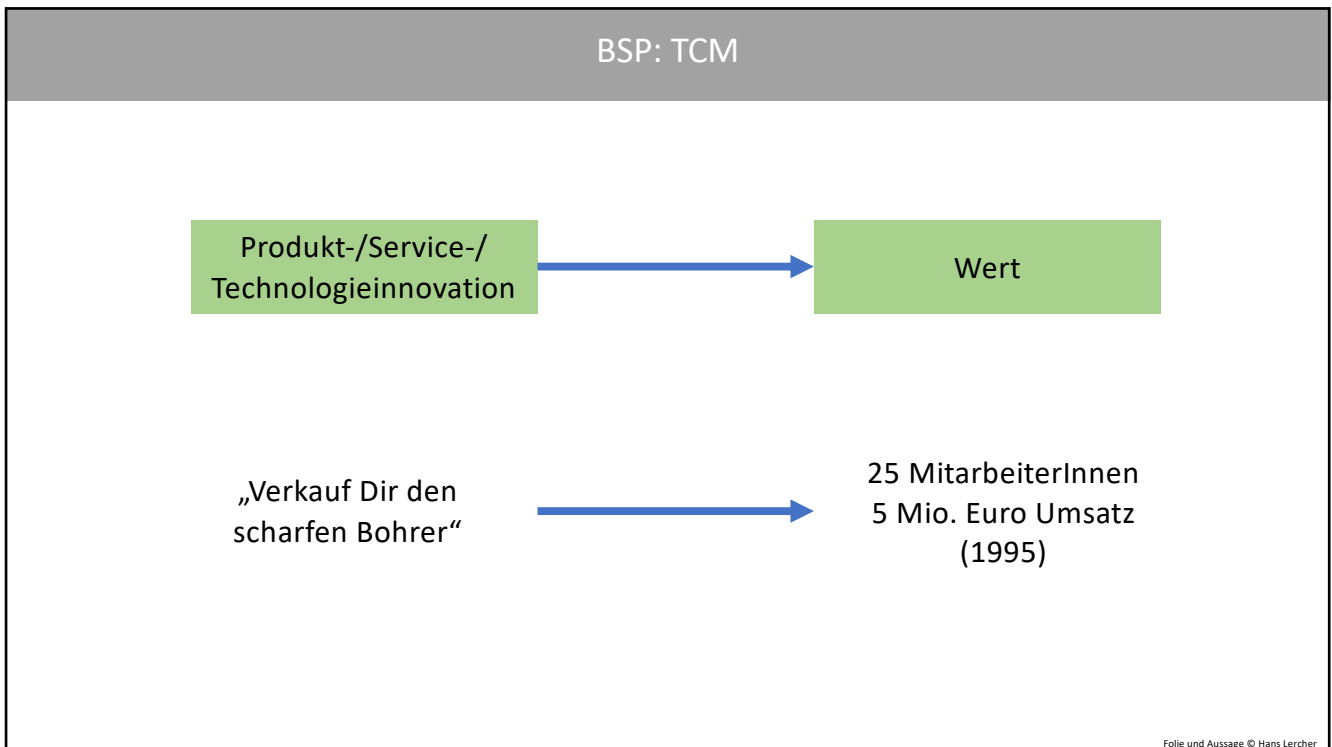 BSP: TCM
Produkt-/Service-/
Technologieinnovation
Wert
„Verkauf Dir den
scharfen Bohrer“
25 MitarbeiterInnen
5 Mio. Euro Umsatz
(1995)
Folie und Aussage © Hans Lercher